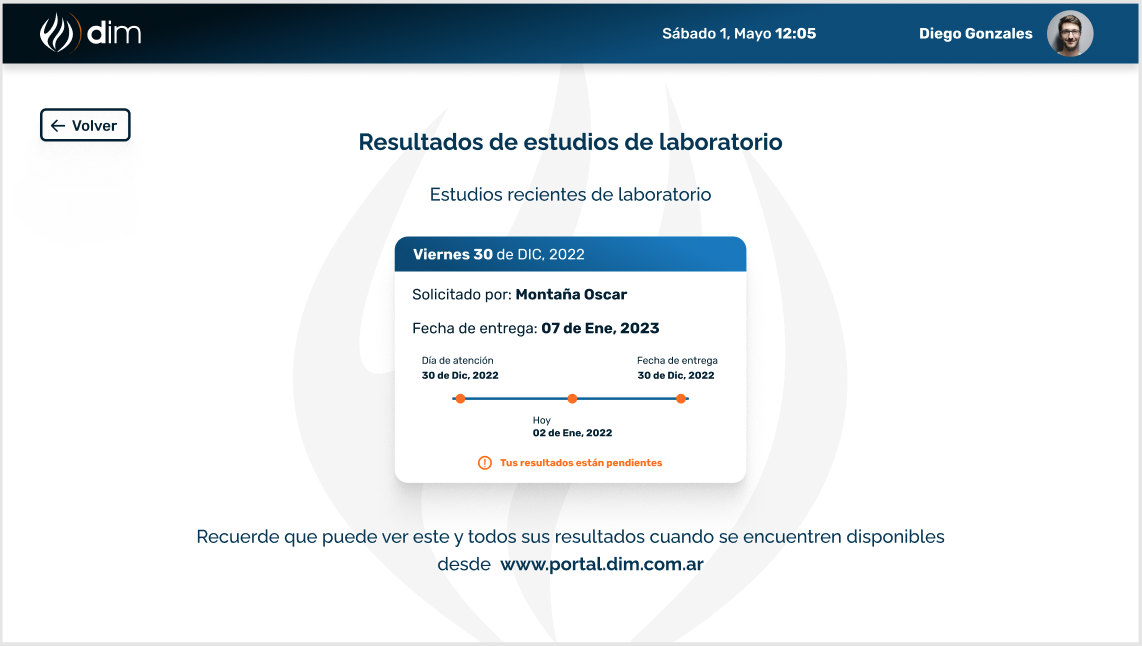 dim
Sábado 1, Mayo 12:05
Diego Gonzales
← Volver
Resultados de estudios de laboratorio
Estudios recientes de laboratorio
Viernes 30 de DIC, 2022
Solicitado por: Montaña Oscar
Fecha de entrega: 07 de Ene, 2023
Día de atención
30 de Dic, 2022
Fecha de entrega
30 de Dic, 2022
Hoy
02 de Ene, 2022
Tus resultados están pendientes
Recuerde que puede ver este y todos sus resultados cuando se encuentren disponibles
desde www.portal.dim.com.ar